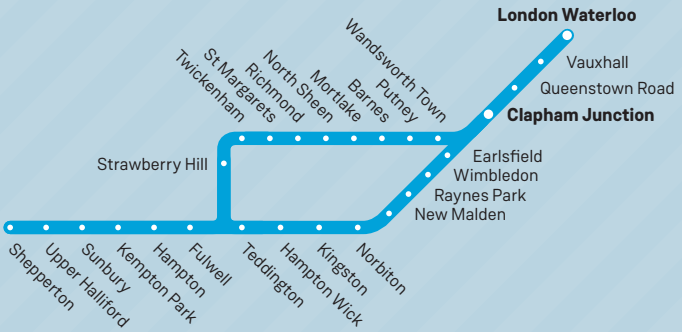 London Waterloo
Vauxhall
Queenstown Road
Clapham Junction
Wandsworth Town
Putney
Barnes
Mortlake
North Sheen
Richmond
St Margarets
Twickenham
Strawberry Hill
Earlsfield
Wimbledon
Raynes Park
New Malden
Norbiton
Kingston
Hampton Wick
Teddington
Fulwell
Hampton
Kempton Park
Sunbury
Upper Halliford
Shepperton